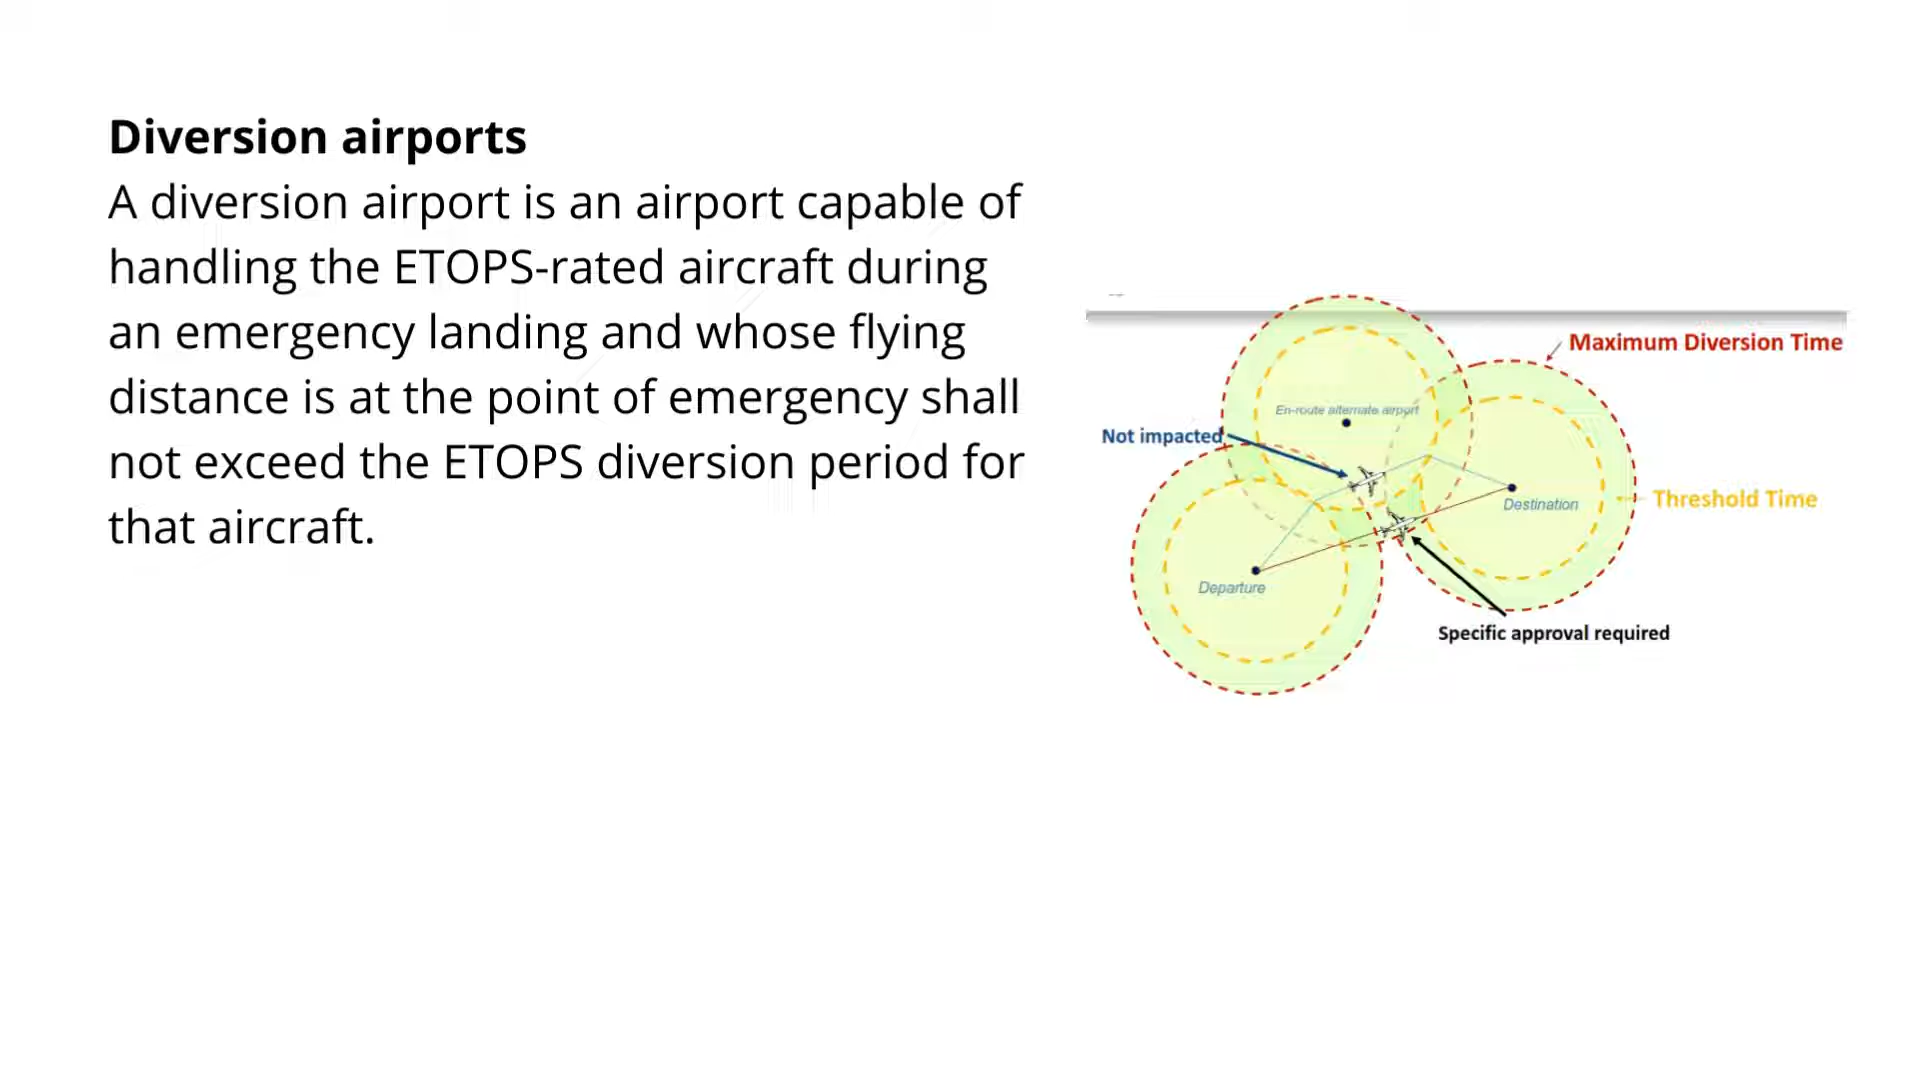 Diversion airports
A diversion airport is an airport capable of
handling the ETOPS-rated aircraft during
an emergency landing and whose flying
distance is at the point of emergency shall
not exceed the ETOPS diversion period for
that aircraft.
Maximum Diversion Time
En-route alternate airport
Not impacted
Threshold Time
Destination
Departure
Specific approval required